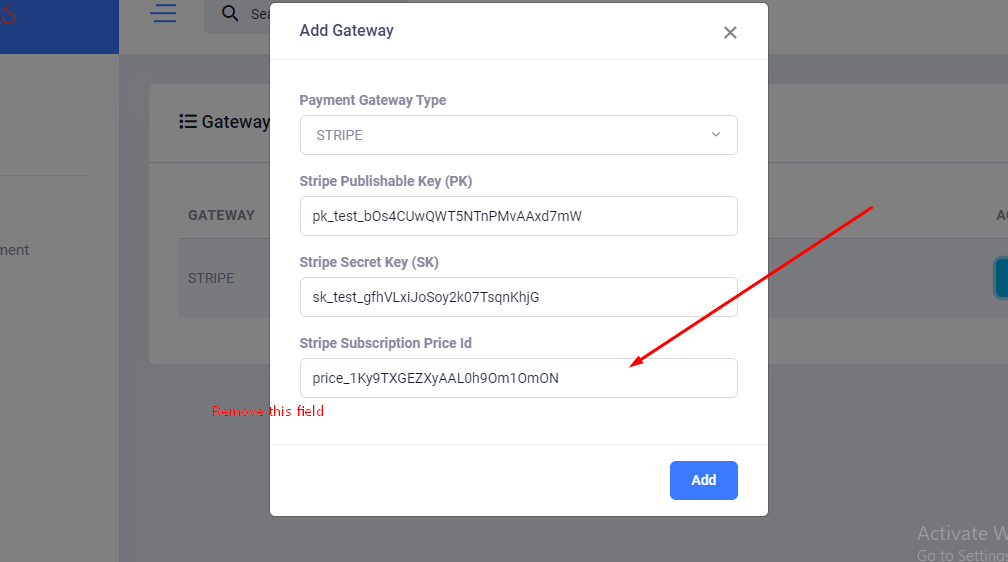 Add Gateway
Payment Gateway Type
STRIPE
Stripe Publishable Key (PK)
pk_test_bOs4CUwQWT5NTnPMvAAxd7mW
Stripe Secret Key (SK)
sk_test_gfhVLxiJoSoy2k07TsqnKhjG
Stripe Subscription Price Id
price_1Ky9TXGEZXyAAL0h9Om1OmON
Remove this field
Add
S
Sea
Gateway
GATEWAY
AC
ment
STRIPE
Activate W
Go to Settings